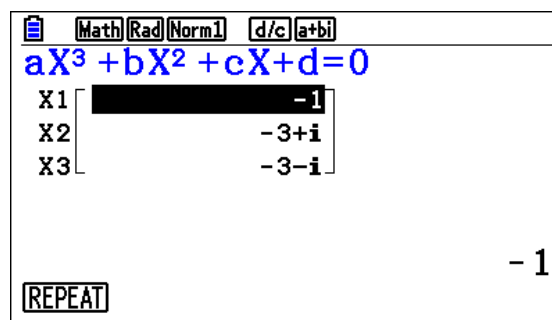 Math Rad Norm1 d/c a+bi
aX³+bX²+cX+d=0
X1 -1
X2 -3+i
X3 -3-i
-1
REPEAT